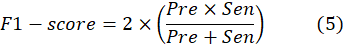 F1 − score = 2 × (Pre × Sen / Pre + Sen) (5)